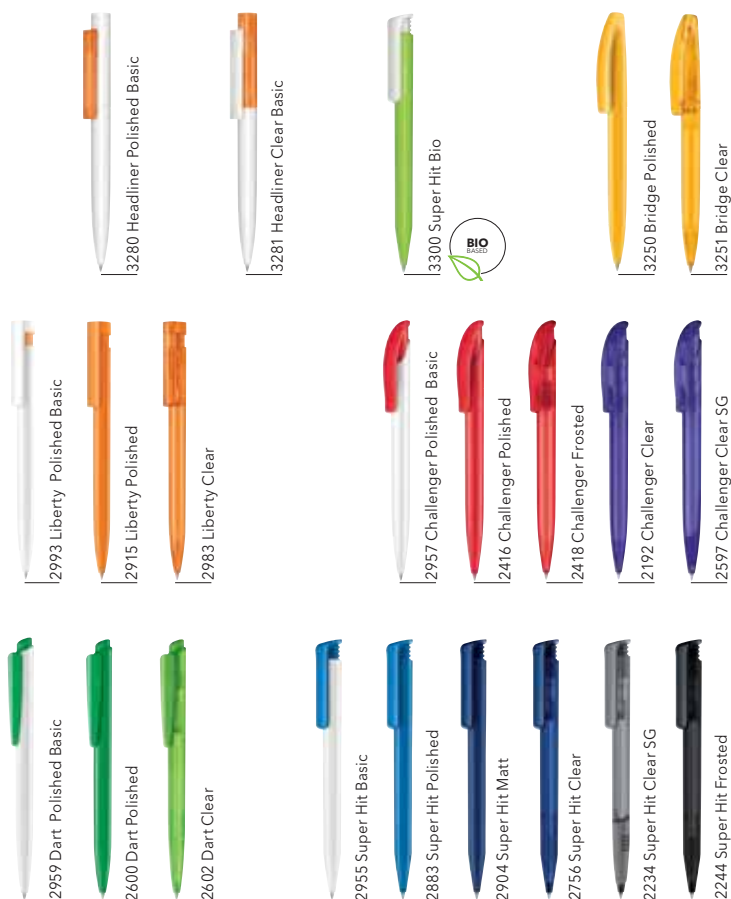 3280 Headliner Polished Basic
3281 Headliner Clear Basic
3300 Super Hit Bio
BIO
BASED
3250 Bridge Polished
3251 Bridge Clear
2993 Liberty Polished Basic
2915 Liberty Polished
2983 Liberty Clear
2957 Challenger Polished Basic
2416 Challenger Polished
2418 Challenger Frosted
2192 Challenger Clear
2597 Challenger Clear SG
2959 Dart Polished Basic
2600 Dart Polished
2602 Dart Clear
2955 Super Hit Basic
2883 Super Hit Polished
2904 Super Hit Matt
2756 Super Hit Clear
2234 Super Hit Clear SG
2244 Super Hit Frosted